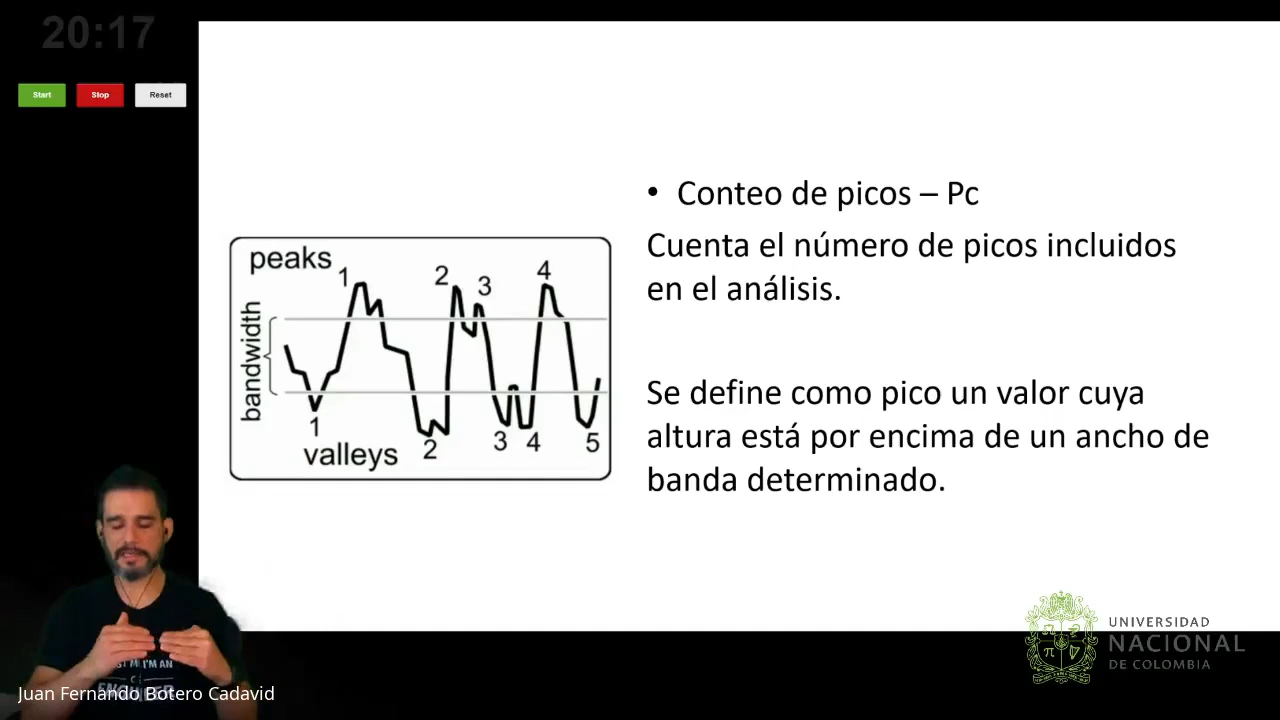 20:17
Start Stop Reset
• Conteo de picos – Pc
Cuenta el número de picos incluidos
en el análisis.
Se define como pico un valor cuya
altura está por encima de un ancho de
banda determinado.
peaks
1 2 3 4
bandwidth
1 2 3 4 5
valleys
UNIVERSIDAD
NACIONAL
DE COLOMBIA
I'M AN
Juan Fernando Botero Cadavid